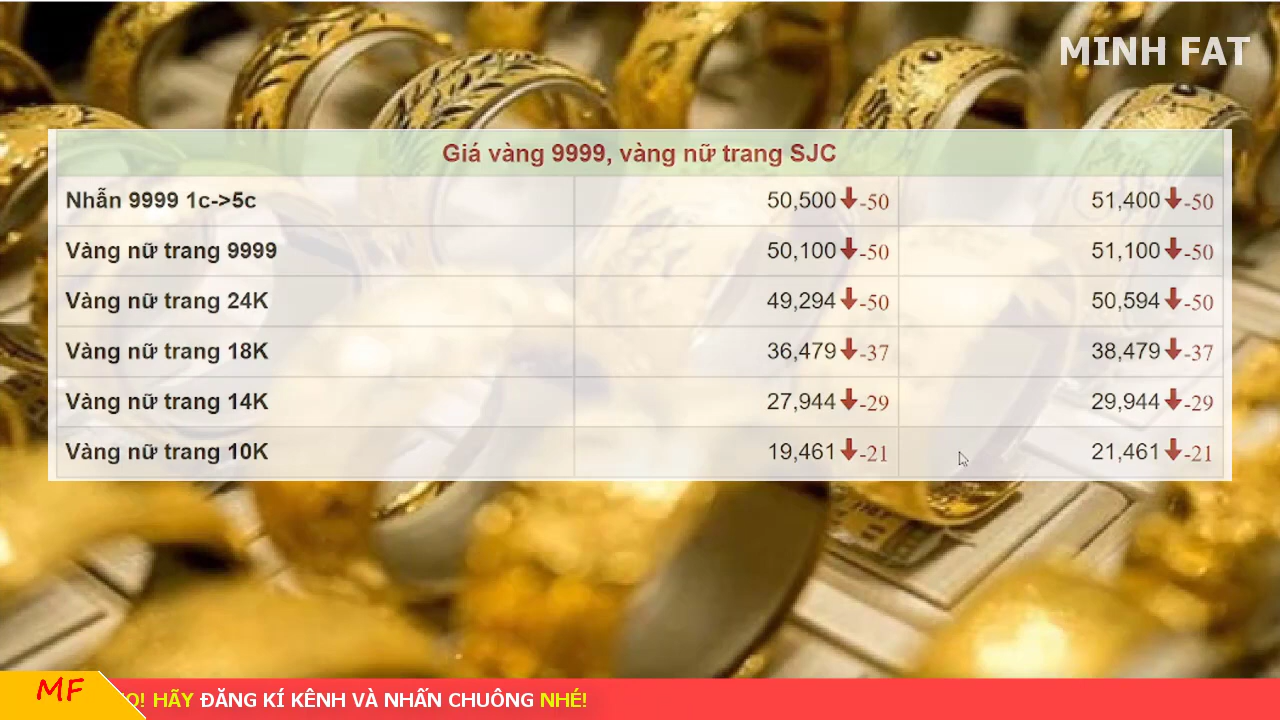 MINH FAT
Giá vàng 9999, vàng nữ trang SJC
Nhẫn 9999 1c->5c 50,500 -50 51,400 -50
Vàng nữ trang 9999 50,100 -50 51,100 -50
Vàng nữ trang 24K 49,294 -50 50,594 -50
Vàng nữ trang 18K 36,479 -37 38,479 -37
Vàng nữ trang 14K 27,944 -29 29,944 -29
Vàng nữ trang 10K 19,461 -21 21,461 -21
MF HÃY ĐĂNG KÍ KÊNH VÀ NHẤN CHUÔNG NHÉ!